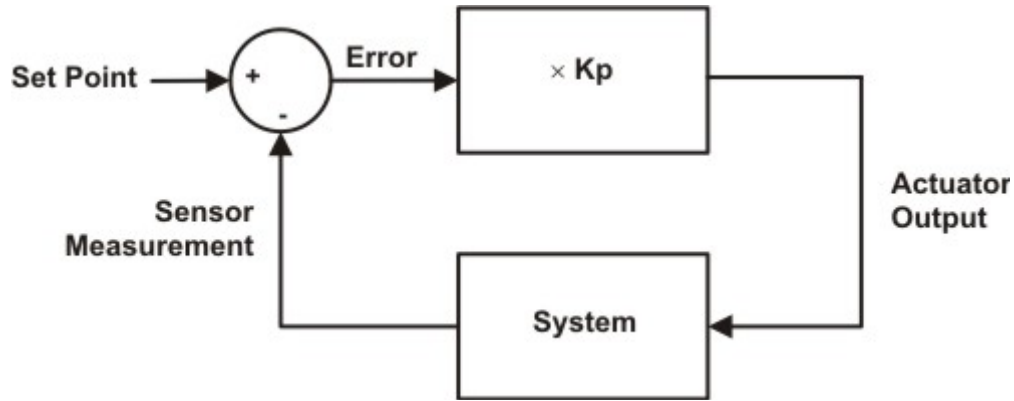 Set Point
+
-
Error
× Kp
Actuator
Output
System
Sensor
Measurement